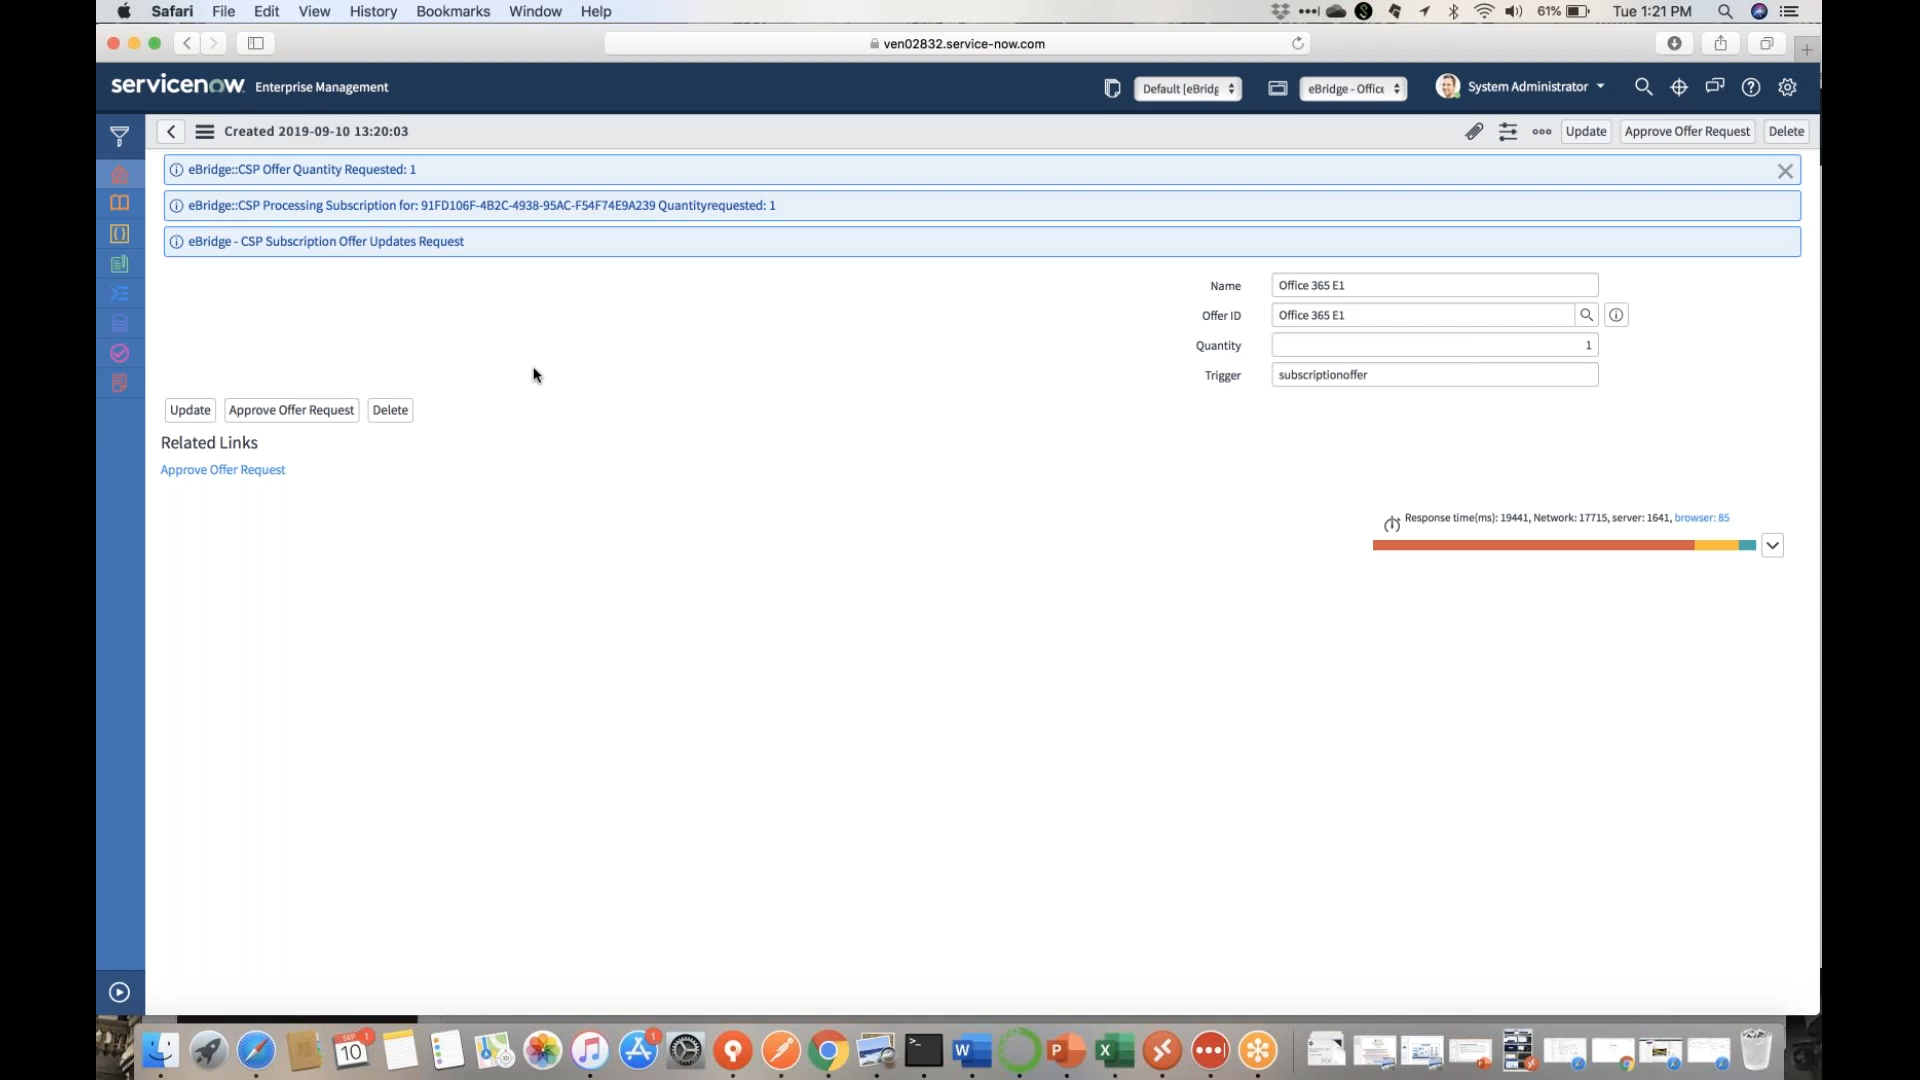 Safari File Edit View History Bookmarks Window Help 61% Tue 1:21 PM
ven02832.service-now.com
servicenow Enterprise Management Default [eBridg eBridge - Office System Administrator
Created 2019-09-10 13:20:03 Update Approve Offer Request Delete
eBridge::CSP Offer Quantity Requested: 1
eBridge::CSP Processing Subscription for: 91FD106F-4B2C-4938-95AC-F54F74E9A239 Quantityrequested: 1
eBridge - CSP Subscription Offer Updates Request
Name Office 365 E1
Offer ID Office 365 E1
Quantity 1
Trigger subscriptionoffer
Update Approve Offer Request Delete
Related Links
Approve Offer Request
Response time(ms): 19441, Network: 17715, server: 1641, browser: 85
SEP 10 1 1 W P X